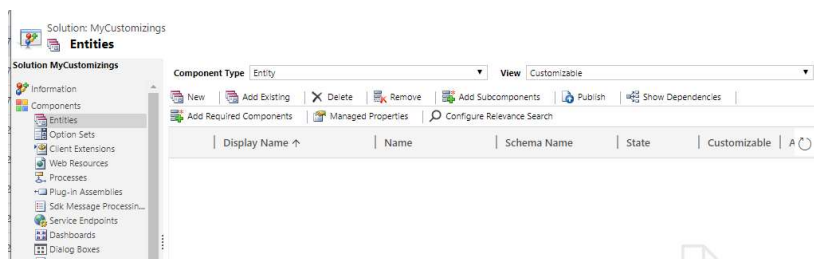 Solution: MyCustomizings
Entities
Solution MyCustomizings
Information
Components
Entities
Option Sets
Client Extensions
Web Resources
Processes
Plug-in Assemblies
Sdk Message Processin...
Service Endpoints
Dashboards
Dialog Boxes
Component Type Entity View Customizable
New Add Existing Delete Remove Add Subcomponents Publish Show Dependencies
Add Required Components Managed Properties Configure Relevance Search
Display Name ↑ Name Schema Name State Customizable A